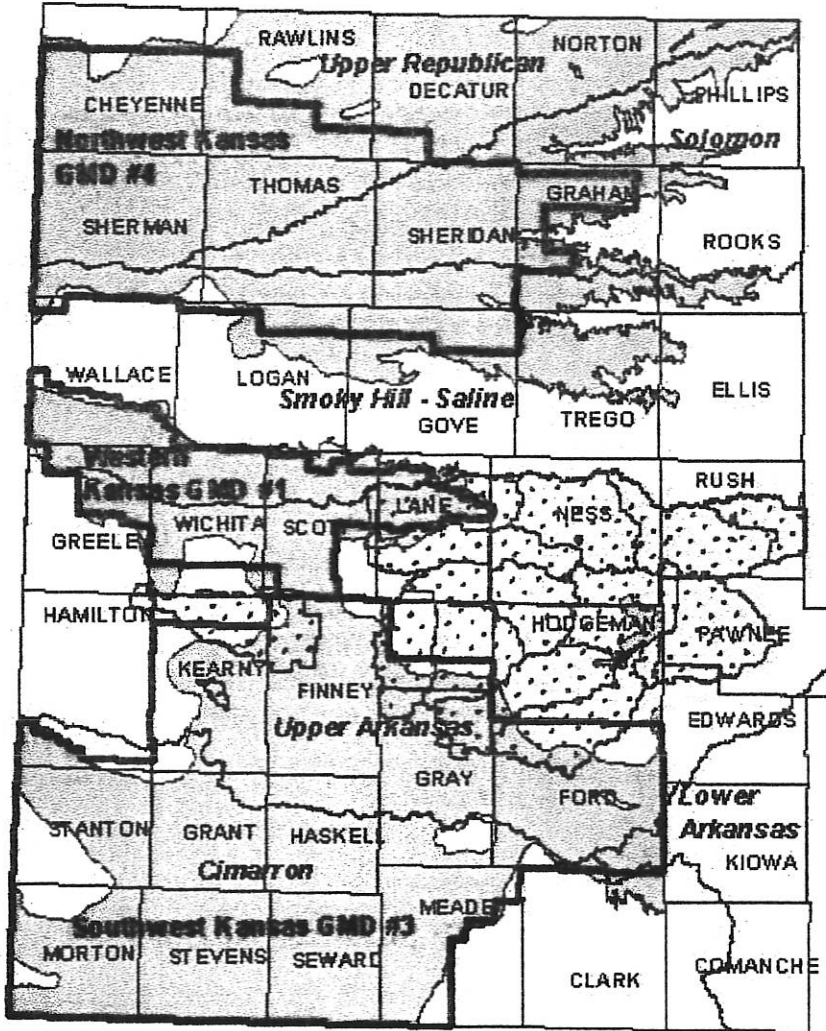 RAWLINS
NORTON
Upper Republican
DECATUR
CHEYENNE
PHILLIPS
Northwest Kansas
GMD #4
Solomon
THOMAS
GRAHAM
SHERMAN
SHERIDAN
ROOKS
WALLACE
LOGAN
ELLIS
Smoky Hill - Saline
GOVE
TREGO
Western
Kansas GMD #1
RUSH
LANE
NESS
WICHITA
SCOT
GREELEY
HAMILTON
HODGEMAN
PAWNEE
KEARNY
FINNEY
Upper Arkansas
EDWARDS
GRAY
FORD
Lower
Arkansas
STANTON
GRANT
HASKELL
KIOWA
Cimarron
MEADE
Southwest Kansas GMD #3
MORTON
STEVENS
SEWARD
CLARK
COMANCHE